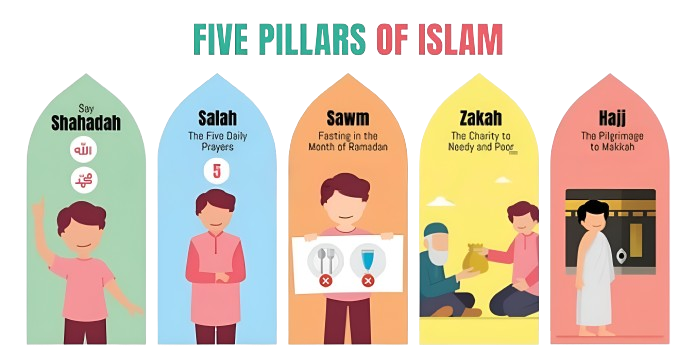 FIVE PILLARS OF ISLAM
Say
Shahadah
الله
محمد
Salah
The Five Daily
Prayers
5
Sawm
Fasting in the
Month of Ramadan
Zakah
The Charity to
Needy and Poor
Hajj
The Pilgrimage
to Makkah